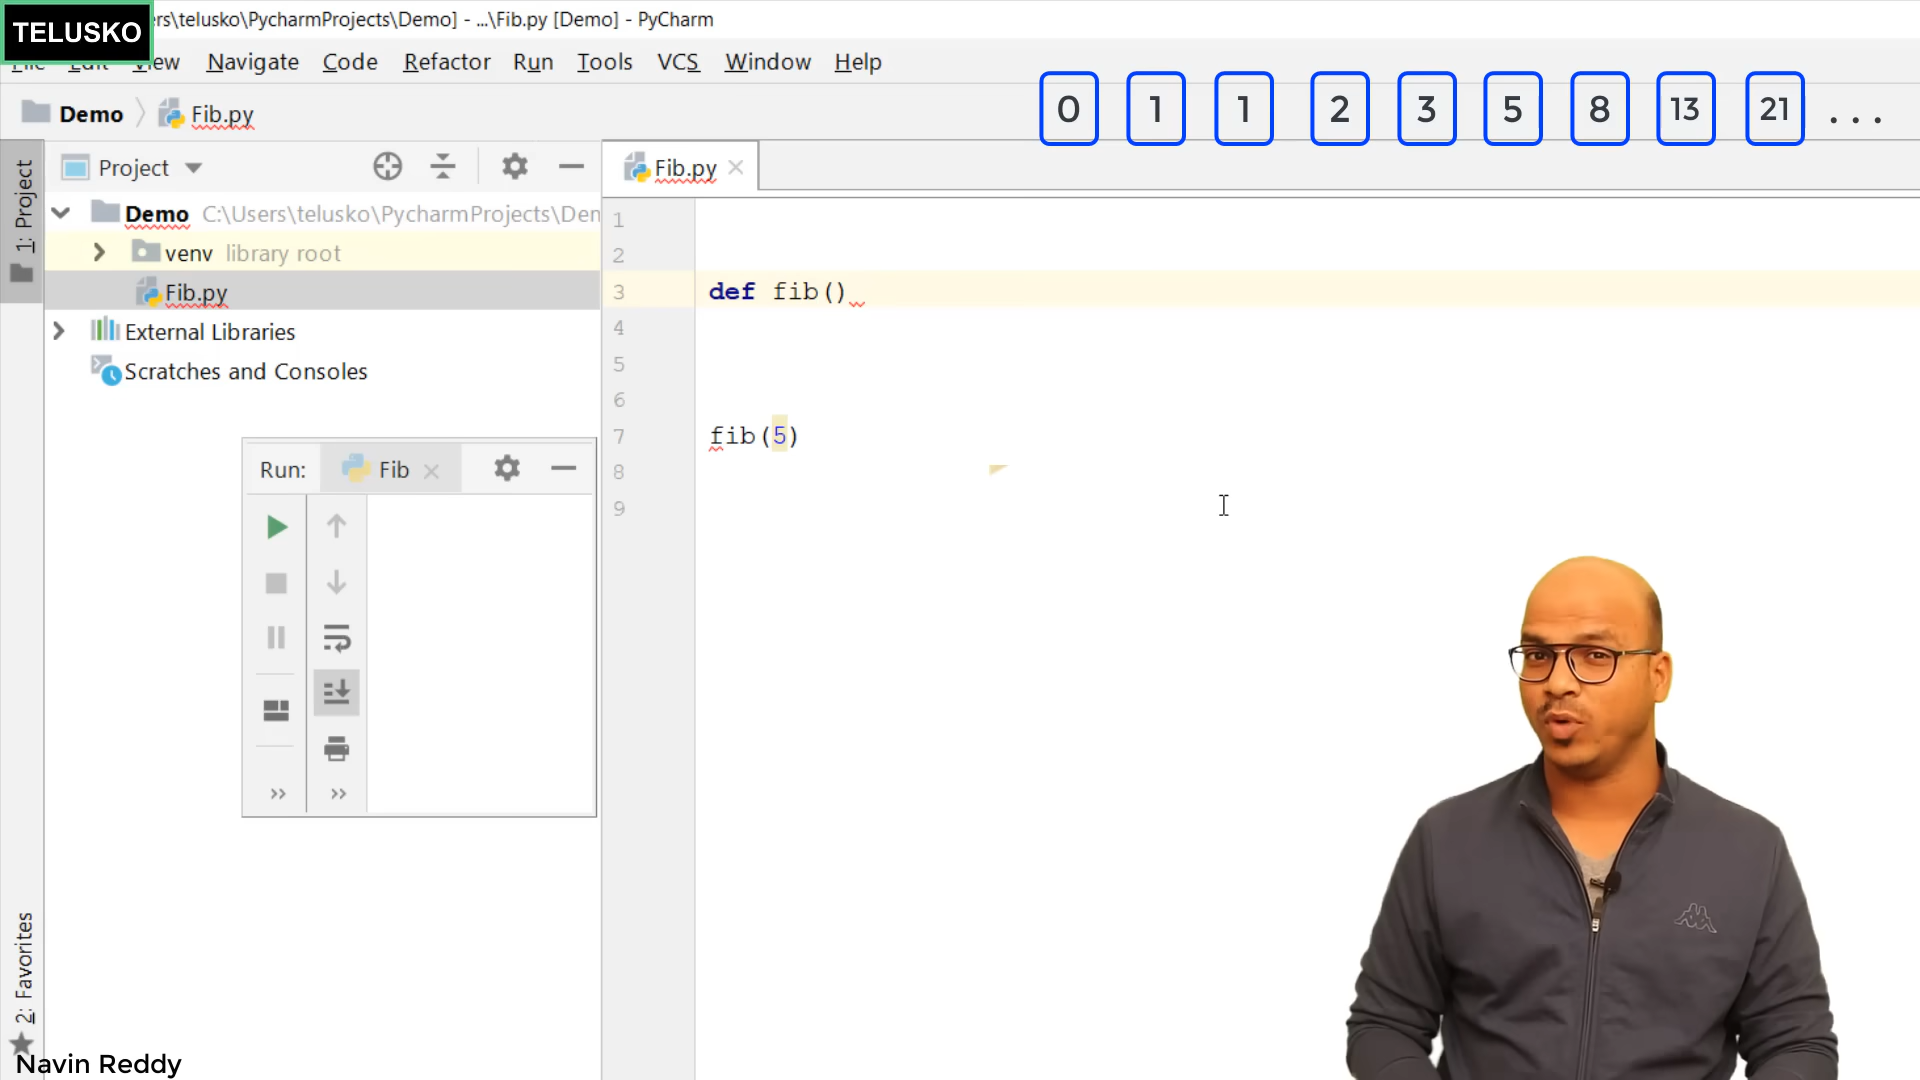 TELUSKO
rs\telusko\PycharmProjects\Demo] - ...\Fib.py [Demo] - PyCharm
File Edit View Navigate Code Refactor Run Tools VCS Window Help
Demo Fib.py
0 1 1 2 3 5 8 13 21 ...
1: Project
Project
Fib.py
Demo C:\Users\telusko\PycharmProjects\Den
venv library root
Fib.py
External Libraries
Scratches and Consoles
1
2
3 def fib()
4
5
6
7 fib(5)
8
9
Run: Fib
2: Favorites
Navin Reddy